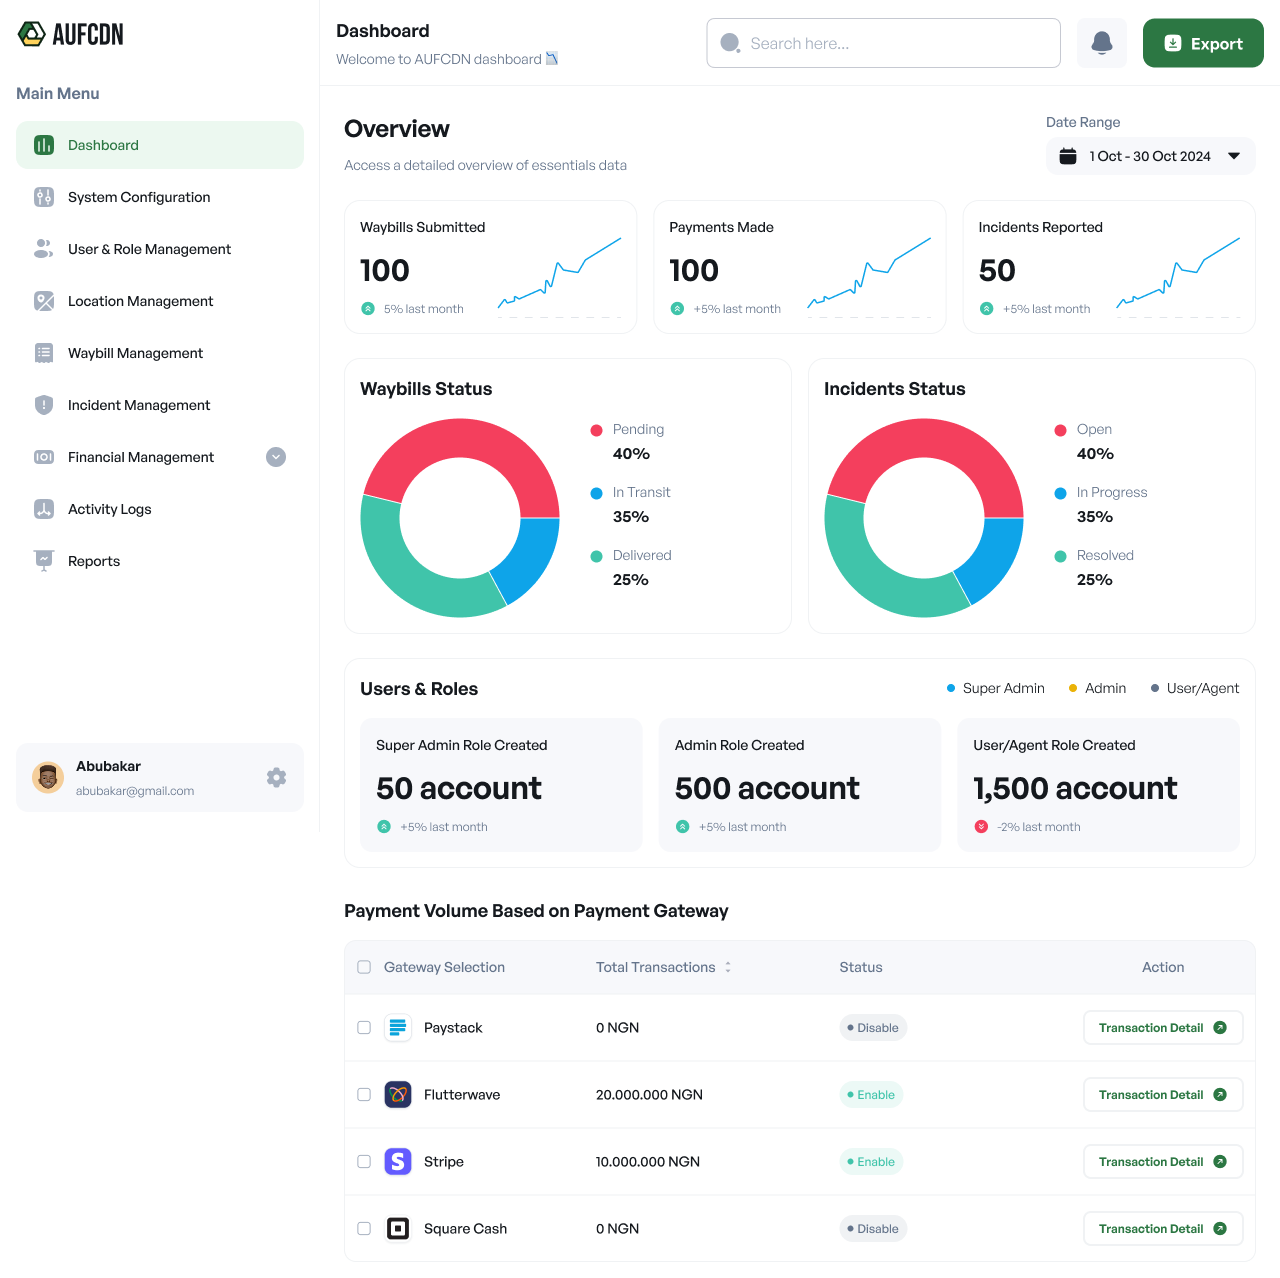 AUFCDN
Main Menu
Dashboard
System Configuration
User & Role Management
Location Management
Waybill Management
Incident Management
Financial Management
Activity Logs
Reports
Abubakar
abubakar@gmail.com
Dashboard
Welcome to AUFCDN dashboard
Search here...
Export
Overview
Access a detailed overview of essentials data
Date Range
1 Oct - 30 Oct 2024
Waybills Submitted
100
5% last month
Payments Made
100
+5% last month
Incidents Reported
50
+5% last month
Waybills Status
Pending
40%
In Transit
35%
Delivered
25%
Incidents Status
Open
40%
In Progress
35%
Resolved
25%
Users & Roles
Super Admin
Admin
User/Agent
Super Admin Role Created
50 account
+5% last month
Admin Role Created
500 account
+5% last month
User/Agent Role Created
1,500 account
-2% last month
Payment Volume Based on Payment Gateway
Gateway Selection Total Transactions Status Action
Paystack 0 NGN Disable Transaction Detail
Flutterwave 20.000.000 NGN Enable Transaction Detail
Stripe 10.000.000 NGN Enable Transaction Detail
Square Cash 0 NGN Disable Transaction Detail